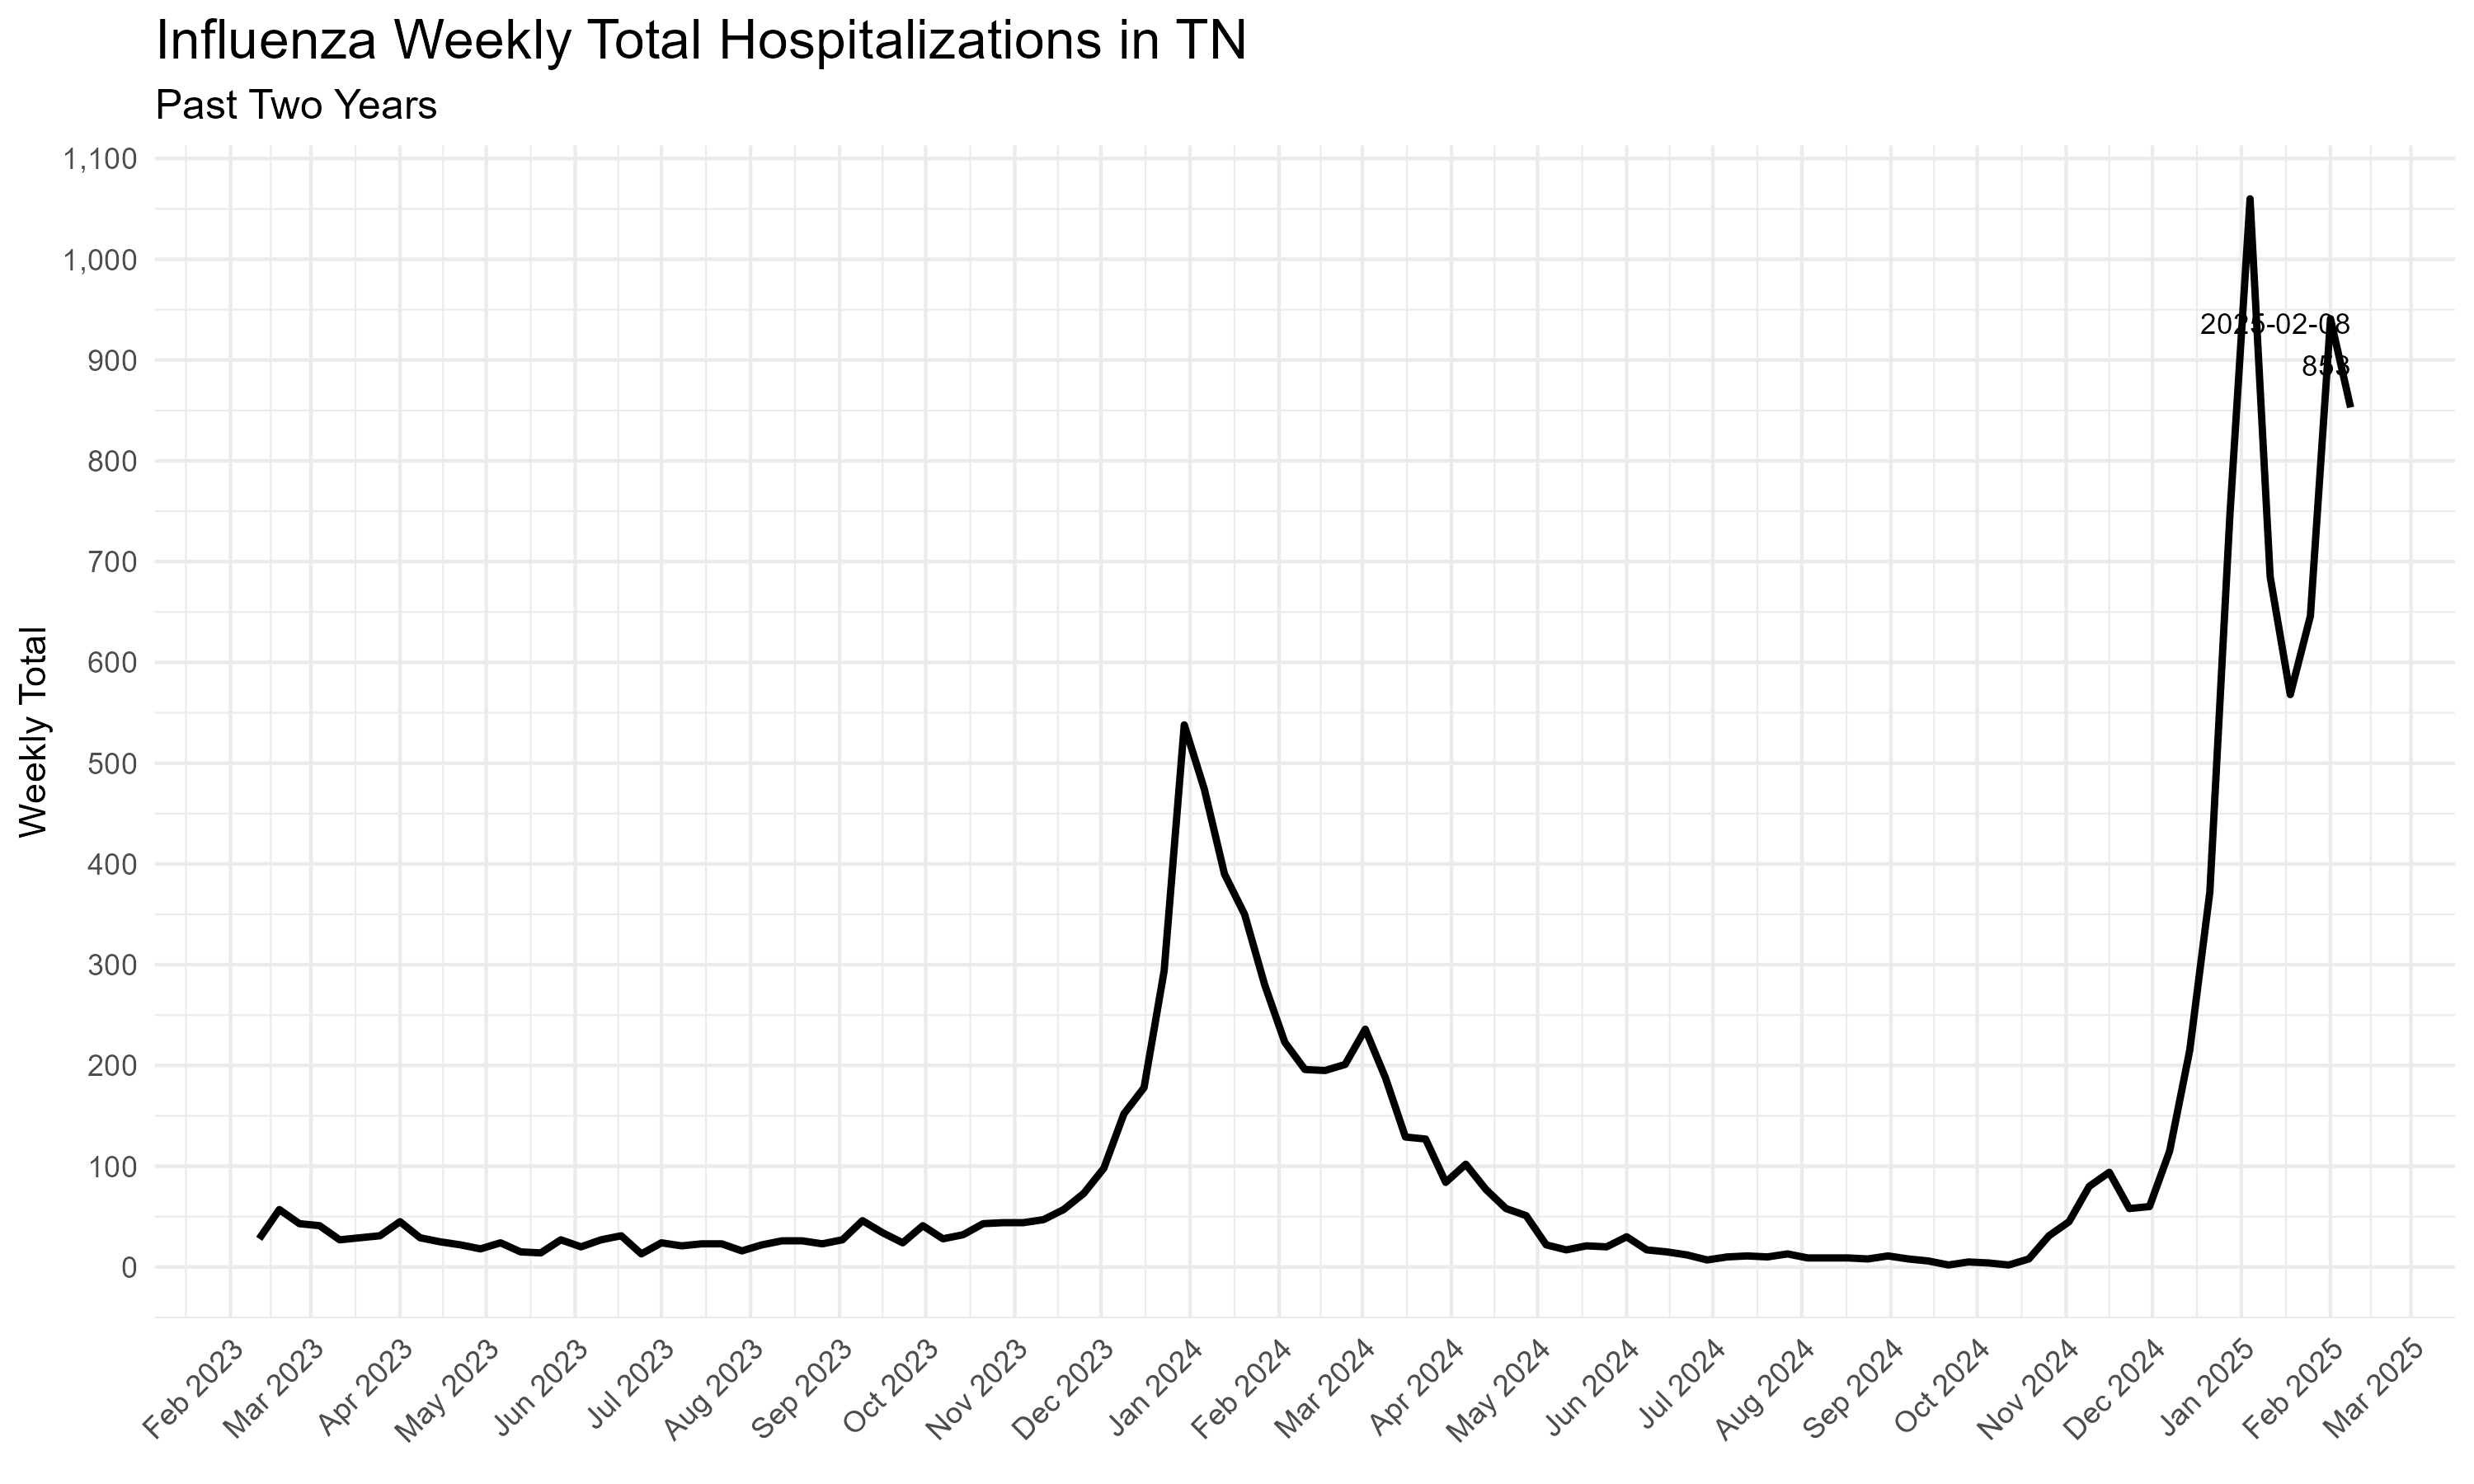 Influenza Weekly Total Hospitalizations in TN
Past Two Years
1,100
1,000
900
800
700
600
500
400
300
200
100
0
Weekly Total
2025-02-08
853
Feb 2023
Mar 2023
Apr 2023
May 2023
Jun 2023
Jul 2023
Aug 2023
Sep 2023
Oct 2023
Nov 2023
Dec 2023
Jan 2024
Feb 2024
Mar 2024
Apr 2024
May 2024
Jun 2024
Jul 2024
Aug 2024
Sep 2024
Oct 2024
Nov 2024
Dec 2024
Jan 2025
Feb 2025
Mar 2025